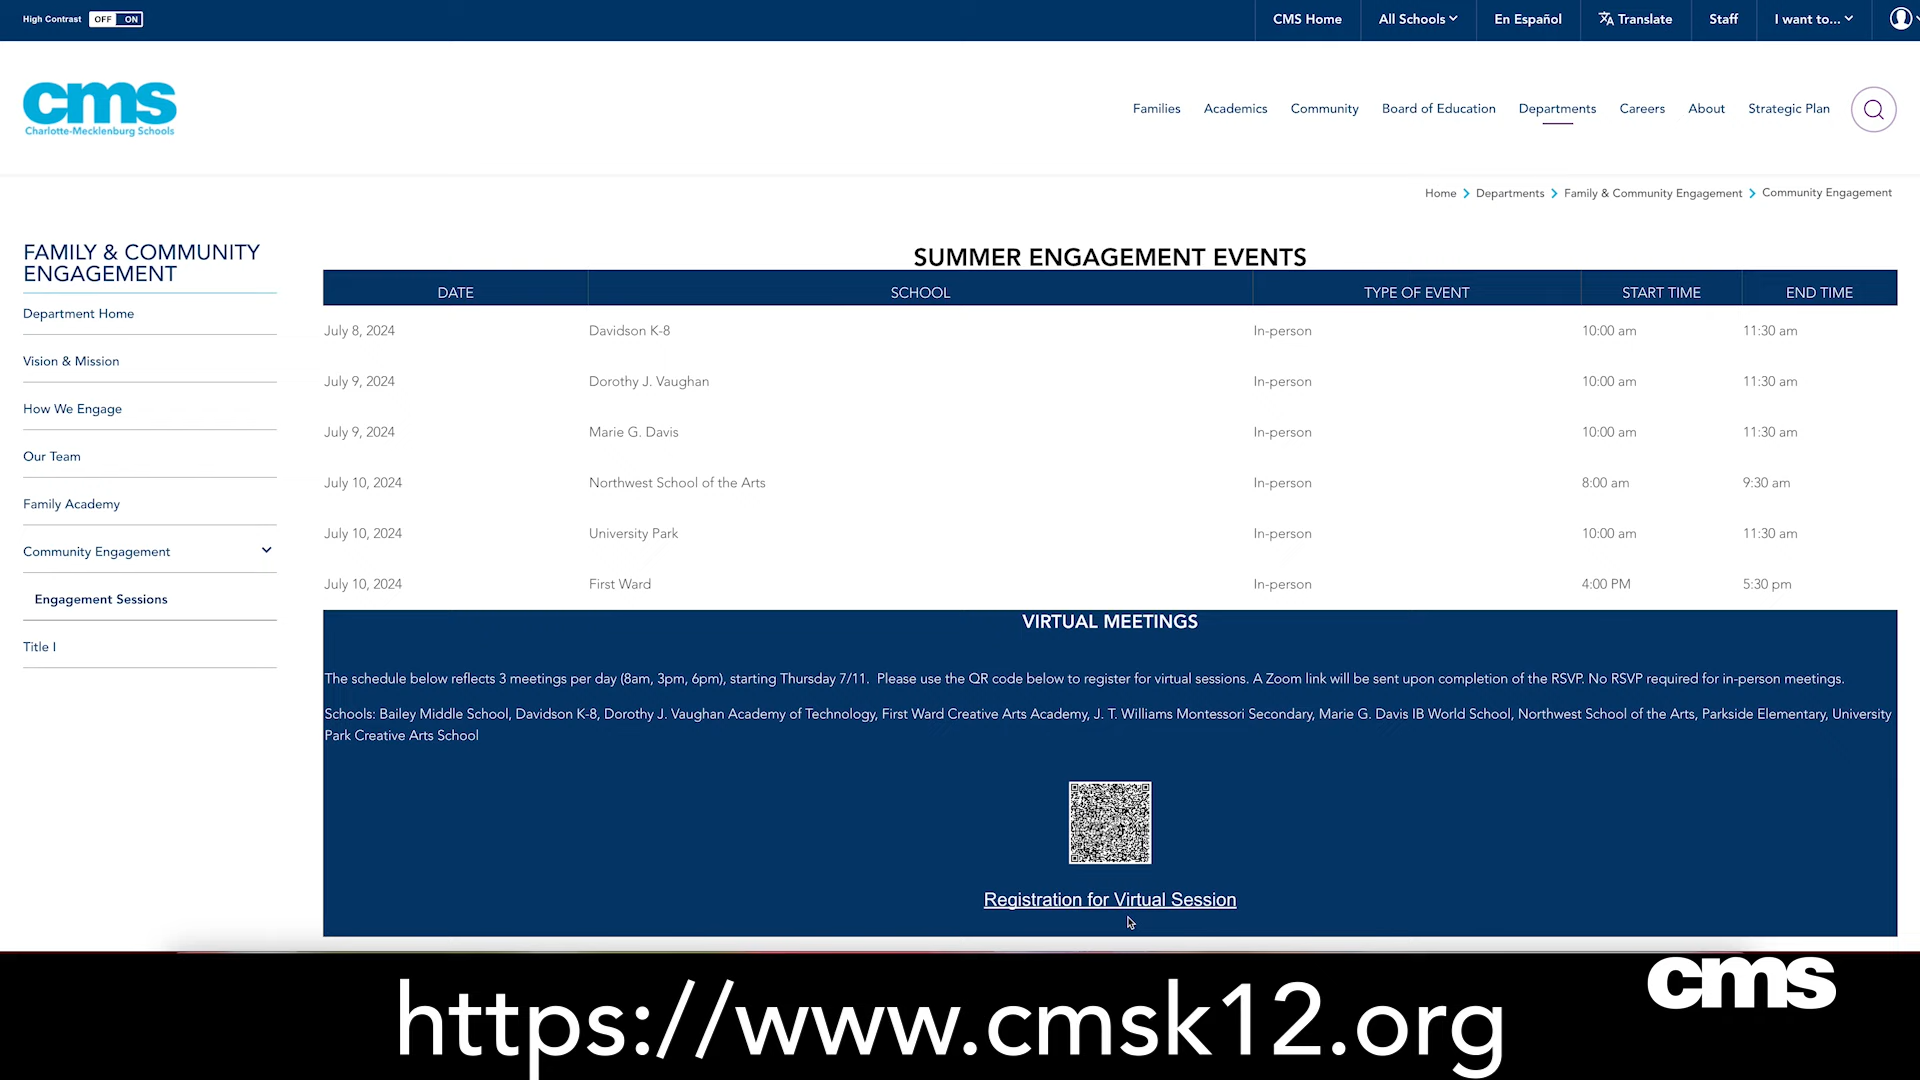 High Contrast OFF ON
CMS Home All Schools En Español Translate Staff I want to...
cms
Charlotte-Mecklenburg Schools
Families Academics Community Board of Education Departments Careers About Strategic Plan
Home Departments Family & Community Engagement Community Engagement
FAMILY & COMMUNITY
ENGAGEMENT
Department Home
Vision & Mission
How We Engage
Our Team
Family Academy
Community Engagement
Engagement Sessions
Title I
SUMMER ENGAGEMENT EVENTS
DATE SCHOOL TYPE OF EVENT START TIME END TIME
July 8, 2024 Davidson K-8 In-person 10:00 am 11:30 am
July 9, 2024 Dorothy J. Vaughan In-person 10:00 am 11:30 am
July 9, 2024 Marie G. Davis In-person 10:00 am 11:30 am
July 10, 2024 Northwest School of the Arts In-person 8:00 am 9:30 am
July 10, 2024 University Park In-person 10:00 am 11:30 am
July 10, 2024 First Ward In-person 4:00 PM 5:30 pm
VIRTUAL MEETINGS
The schedule below reflects 3 meetings per day (8am, 3pm, 6pm), starting Thursday 7/11. Please use the QR code below to register for virtual sessions. A Zoom link will be sent upon completion of the RSVP. No RSVP required for in-person meetings.
Schools: Bailey Middle School, Davidson K-8, Dorothy J. Vaughan Academy of Technology, First Ward Creative Arts Academy, J. T. Williams Montessori Secondary, Marie G. Davis IB World School, Northwest School of the Arts, Parkside Elementary, University
Park Creative Arts School
Registration for Virtual Session
https://www.cmsk12.org
cms